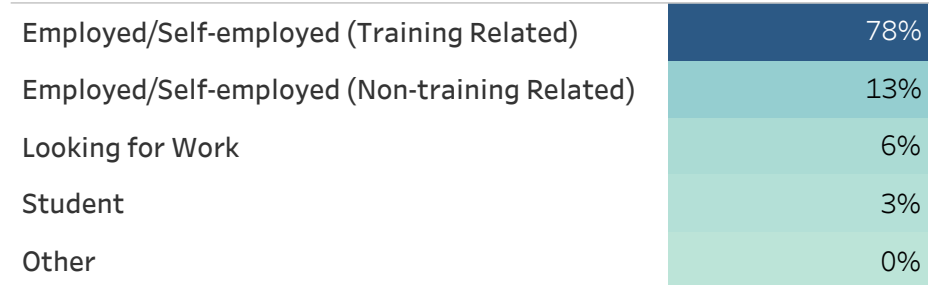 Employed/Self-employed (Training Related) 78%
Employed/Self-employed (Non-training Related) 13%
Looking for Work 6%
Student 3%
Other 0%